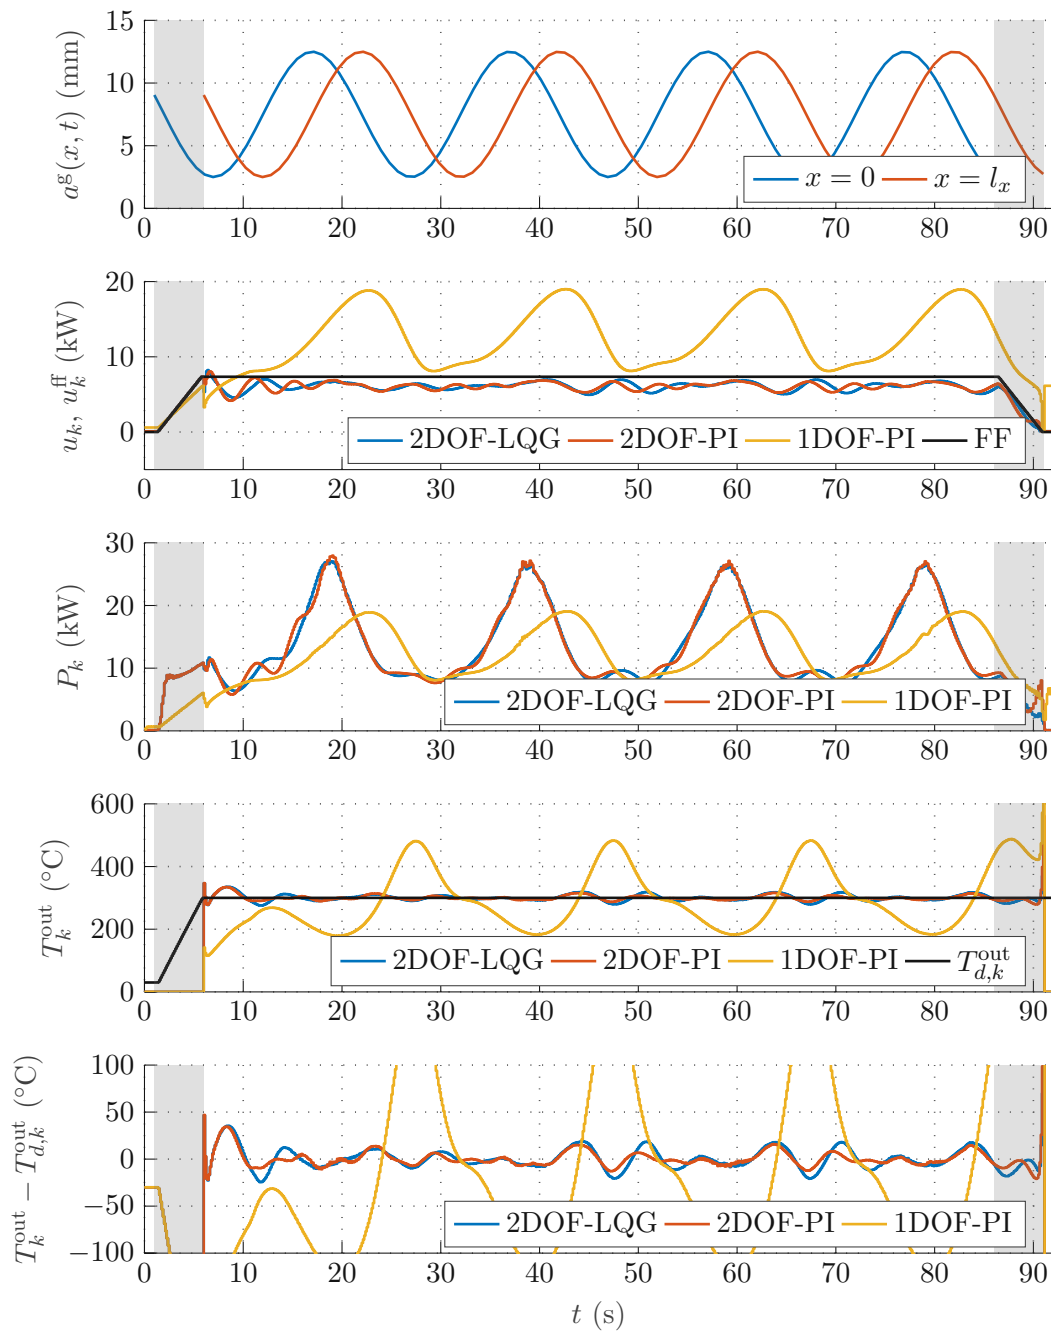 15
10
5
0
a^g(x, t) (mm)
x = 0 x = l_x
0 10 20 30 40 50 60 70 80 90
20
10
0
u_k, u_k^ff (kW)
2DOF-LQG 2DOF-PI 1DOF-PI FF
0 10 20 30 40 50 60 70 80 90
30
20
10
0
P_k (kW)
2DOF-LQG 2DOF-PI 1DOF-PI
0 10 20 30 40 50 60 70 80 90
600
400
200
0
T_k^out (°C)
2DOF-LQG 2DOF-PI 1DOF-PI T_{d,k}^out
0 10 20 30 40 50 60 70 80 90
100
50
0
−50
−100
T_k^out − T_{d,k}^out (°C)
2DOF-LQG 2DOF-PI 1DOF-PI
0 10 20 30 40 50 60 70 80 90
t (s)